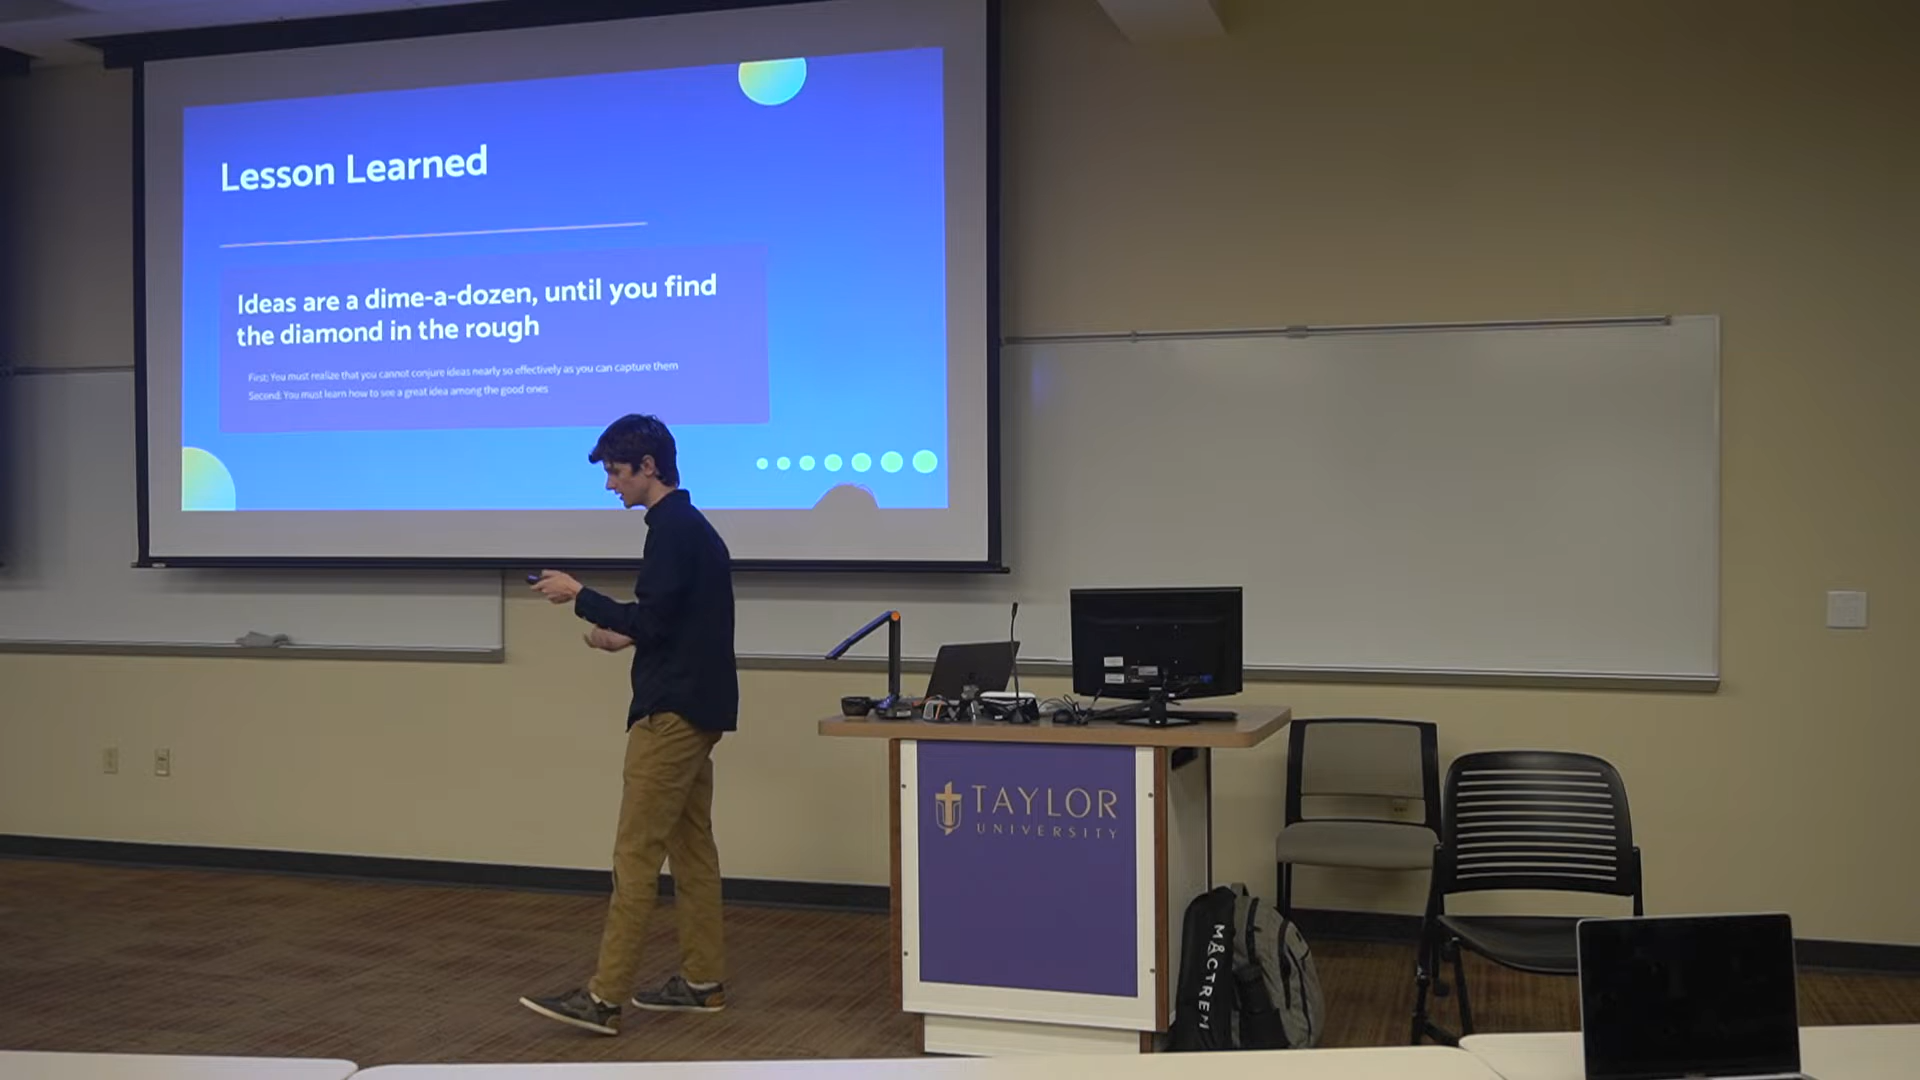 Lesson Learned
Ideas are a dime-a-dozen, until you find
the diamond in the rough
First: You must realize that you cannot conjure ideas nearly so effectively as you can capture them
Second: You must learn how to see a great idea among the good ones
TAYLOR
UNIVERSITY